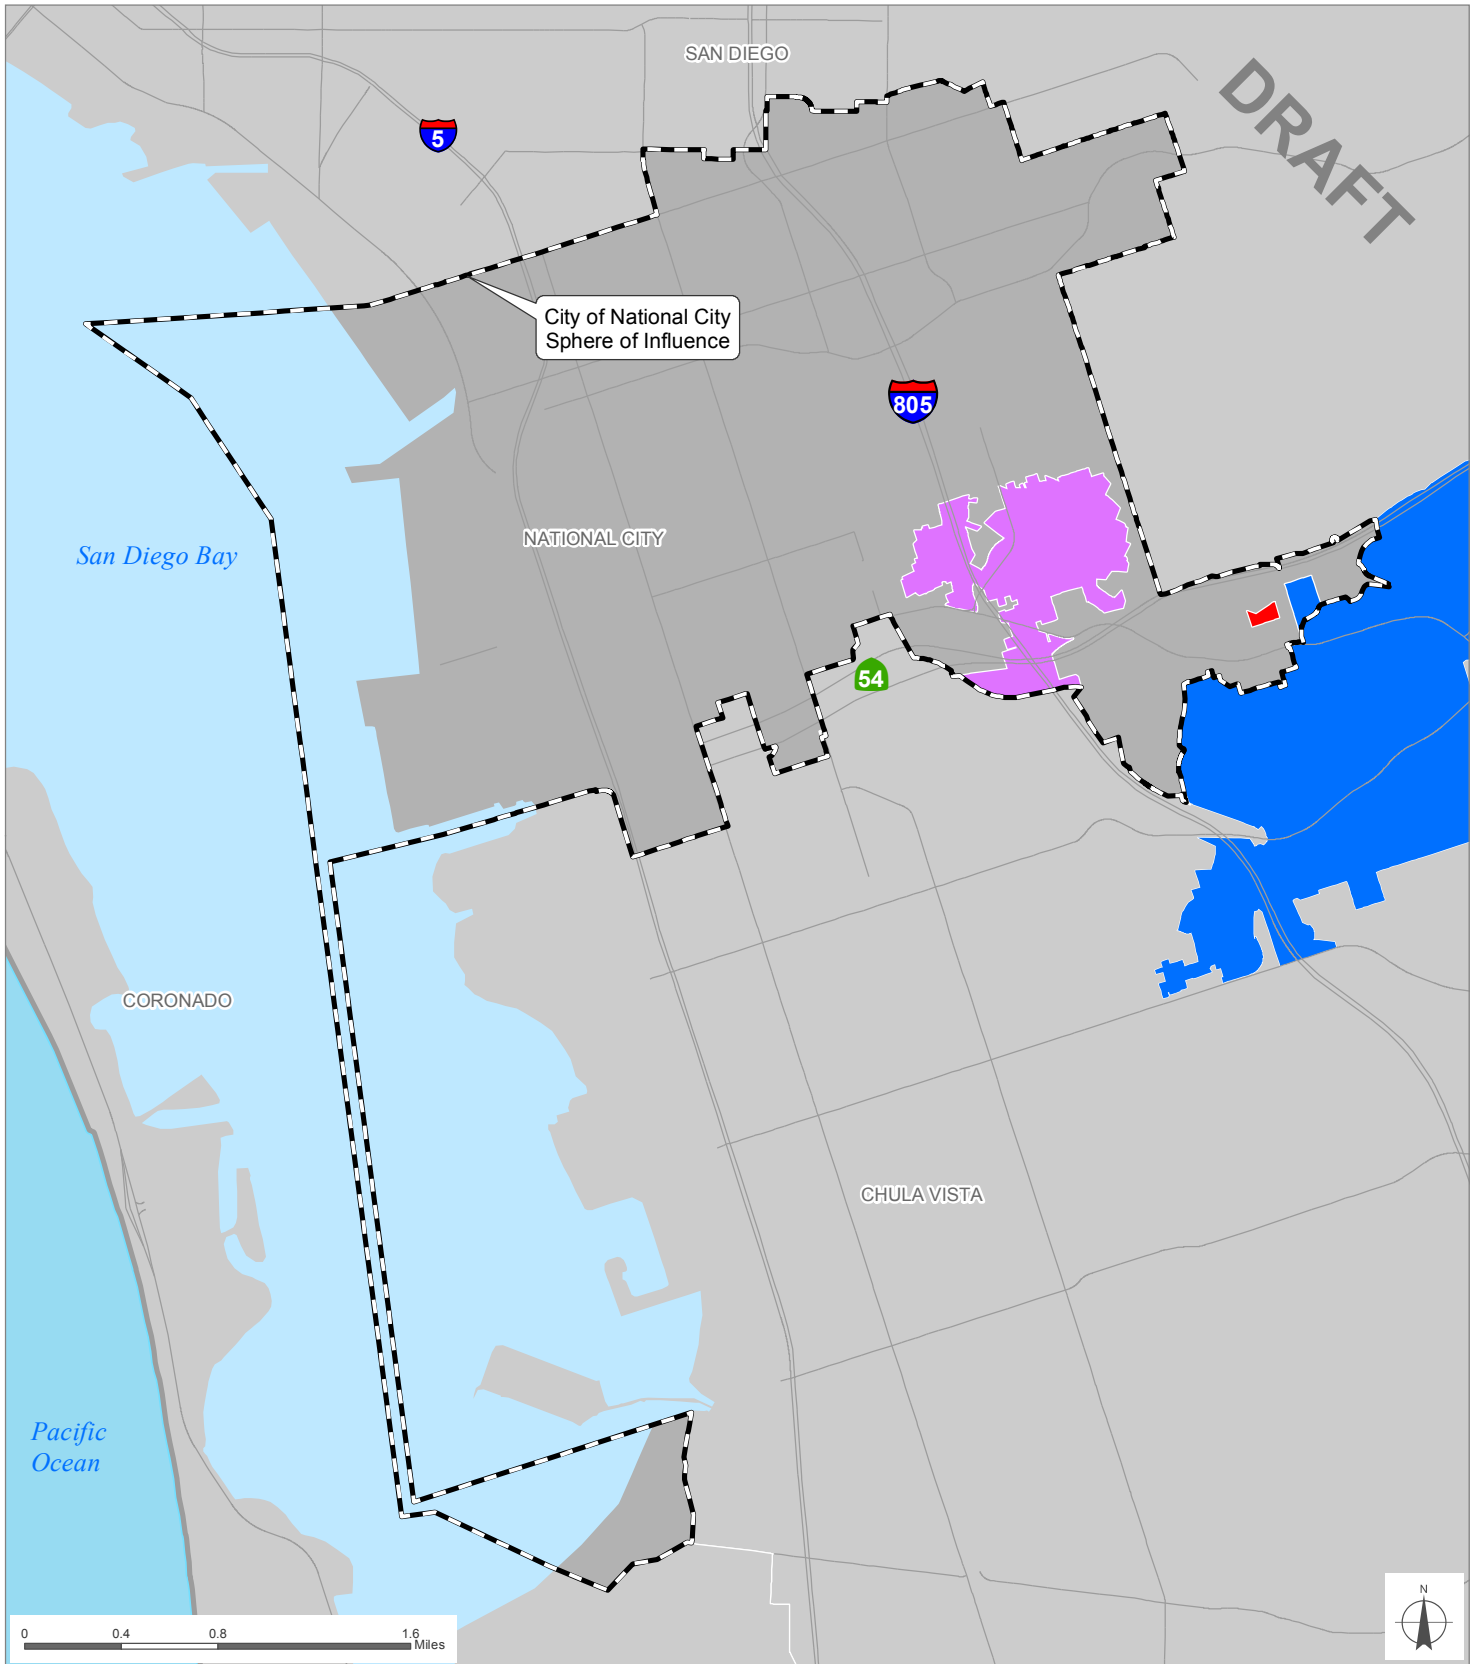 SAN DIEGO
DRAFT
5
City of National City
Sphere of Influence
805
NATIONAL CITY
San Diego Bay
54
CORONADO
CHULA VISTA
Pacific
Ocean
N
0 0.4 0.8 1.6
Miles